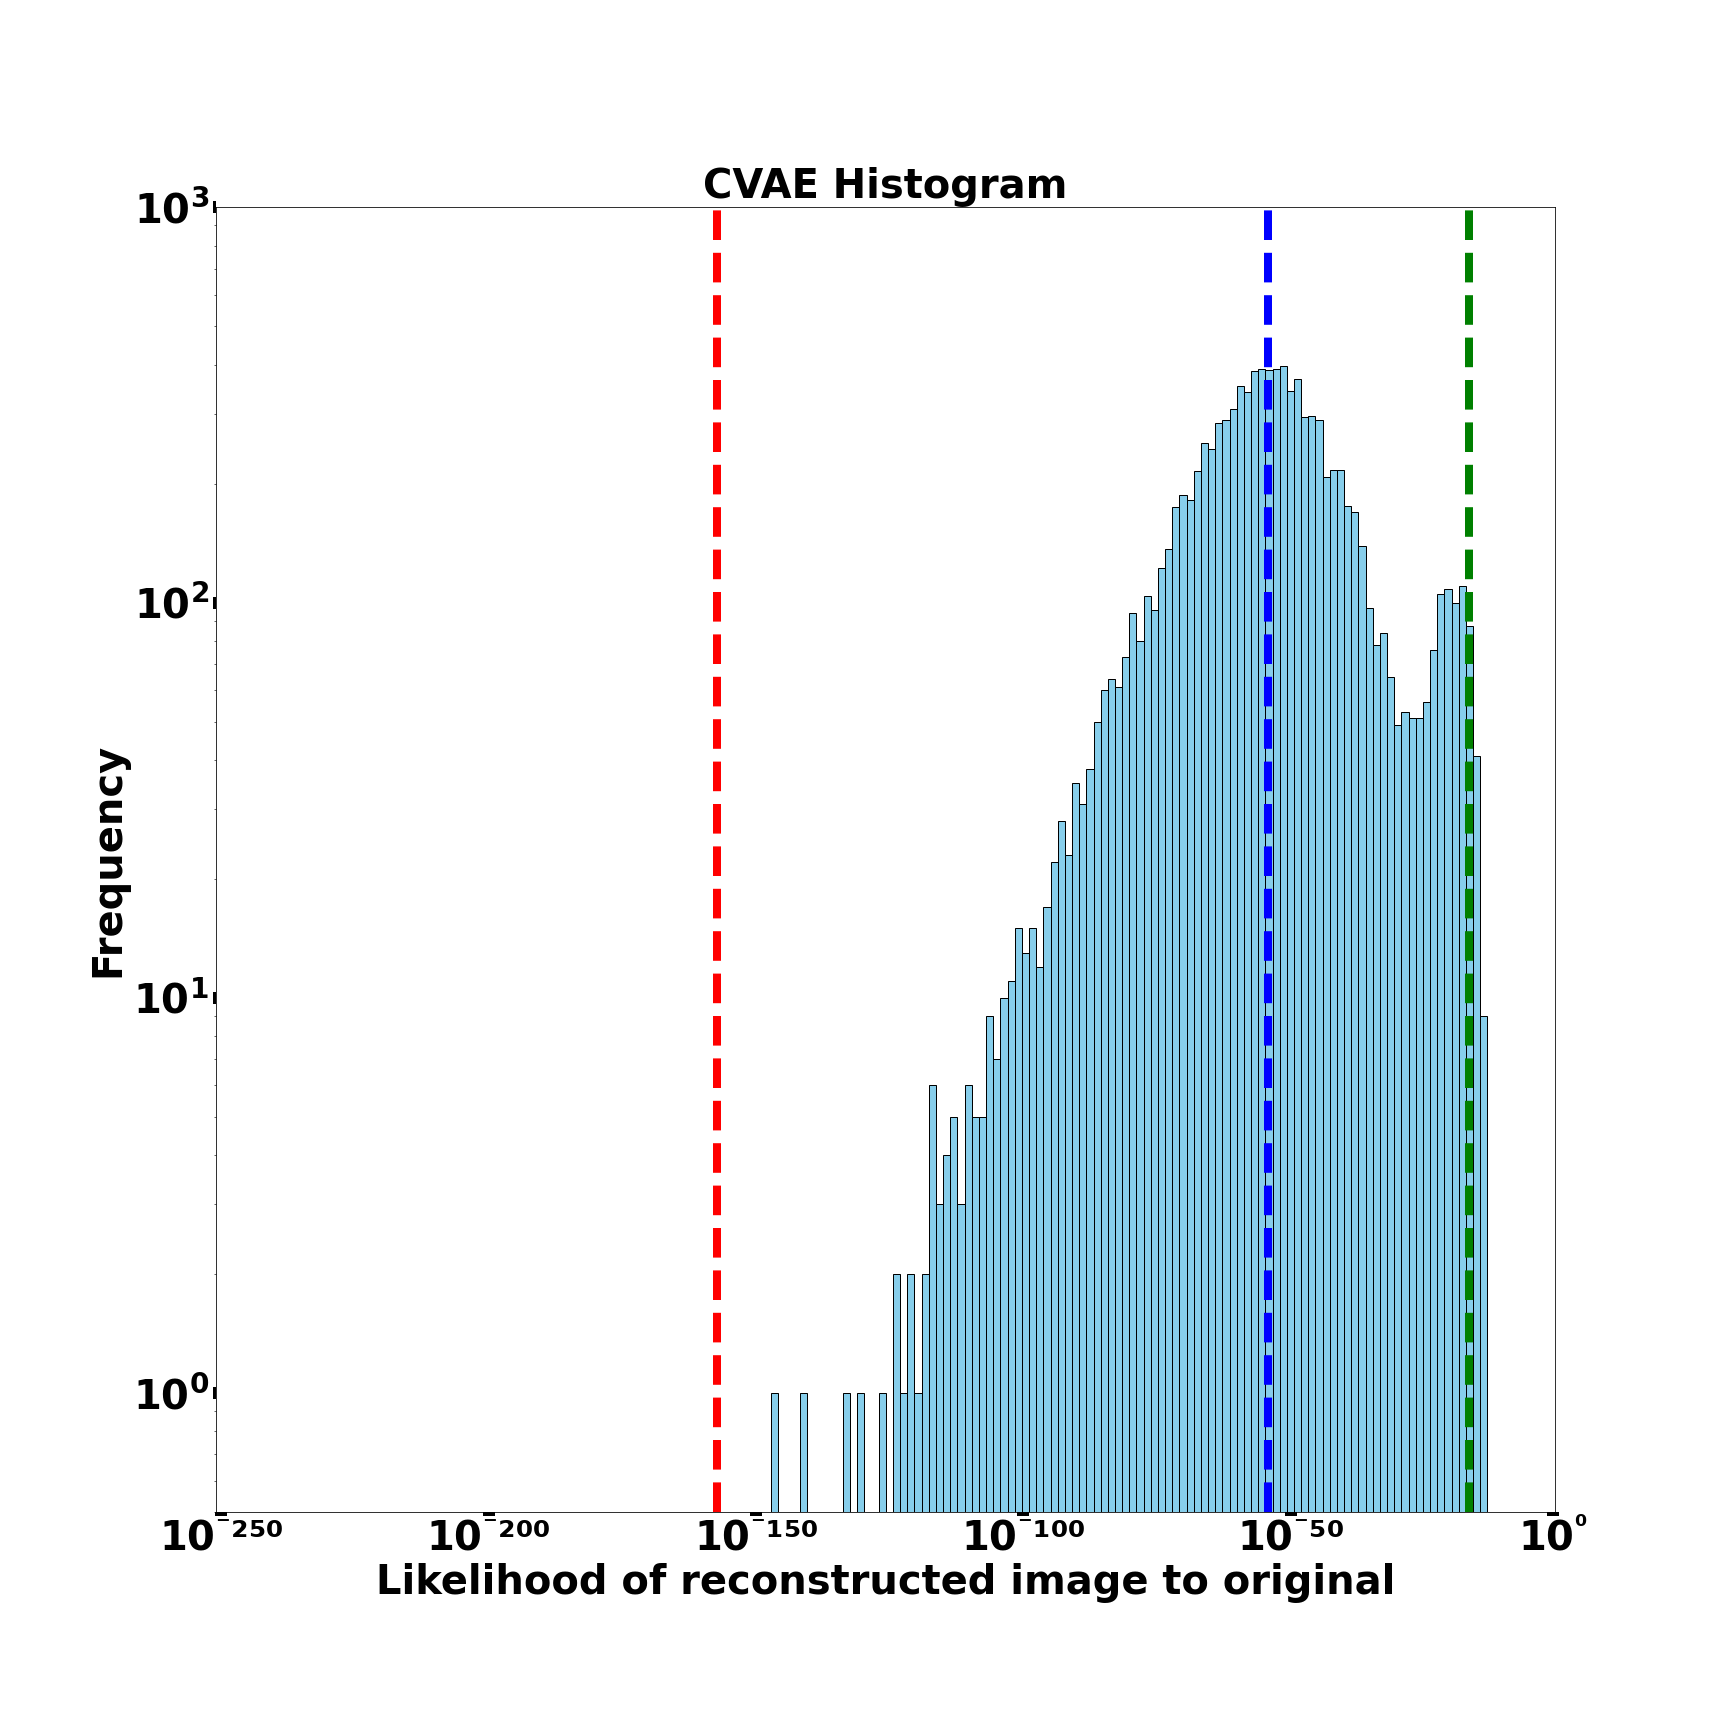 CVAE Histogram
10³
10²
10¹
10⁰
Frequency
10⁻²⁵⁰ 10⁻²⁰⁰ 10⁻¹⁵⁰ 10⁻¹⁰⁰ 10⁻⁵⁰ 10⁰
Likelihood of reconstructed image to original